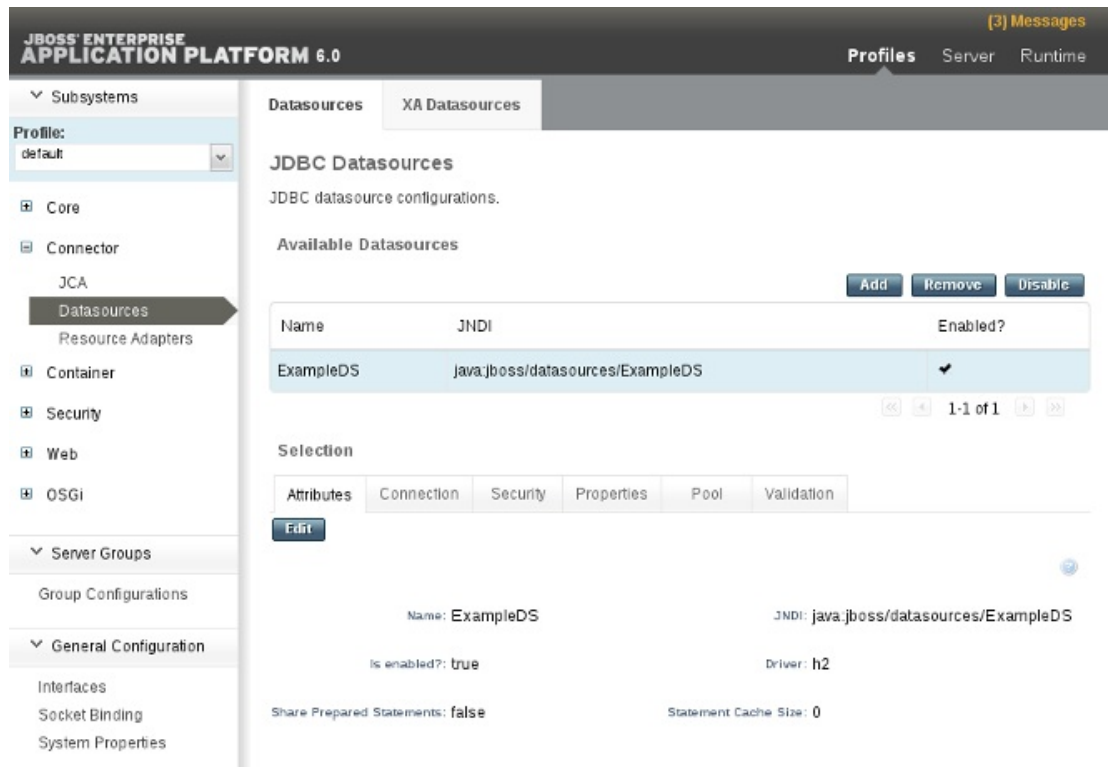 (3) Messages
JBOSS' ENTERPRISE
APPLICATION PLATFORM 6.0
Profiles Server Runtime
Subsystems
Profile:
default
Core
Connector
JCA
Datasources
Resource Adapters
Container
Security
Web
OSGi
Server Groups
Group Configurations
General Configuration
Interfaces
Socket Binding
System Properties
Datasources XA Datasources
JDBC Datasources
JDBC datasource configurations.
Available Datasources
Add Remove Disable
Name JNDI Enabled?
ExampleDS java:jboss/datasources/ExampleDS
1-1 of 1
Selection
Attributes Connection Security Properties Pool Validation
Edit
Name: ExampleDS JNDI: java:jboss/datasources/ExampleDS
Is enabled?: true Driver: h2
Share Prepared Statements: false Statement Cache Size: 0